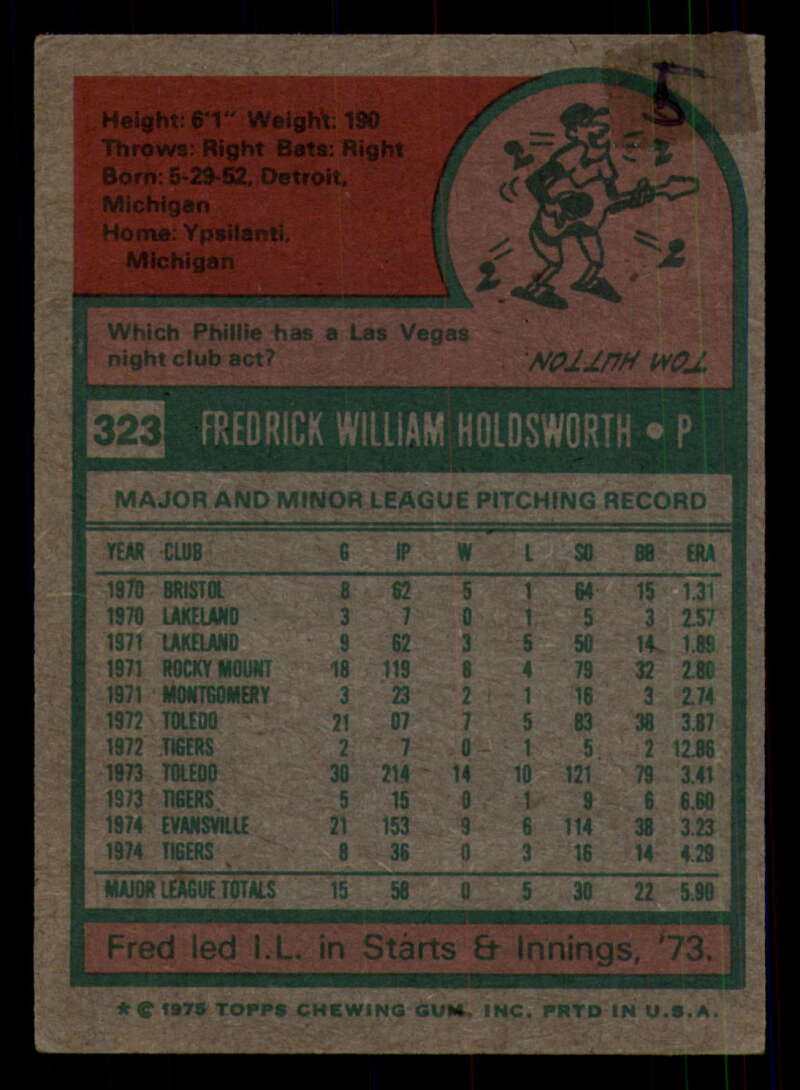 5
Height: 6'1" Weight: 190
Throws: Right Bats: Right
Born: 5-29-52, Detroit,
Michigan
Home: Ypsilanti,
Michigan
2 2
2 2
Which Phillie has a Las Vegas
night club act?
TOM HUTTON
323 FREDRICK WILLIAM HOLDSWORTH • P
MAJOR AND MINOR LEAGUE PITCHING RECORD
YEAR CLUB G IP W L SO BB ERA
1970 BRISTOL 8 62 5 1 64 15 1.31
1970 LAKELAND 3 7 0 1 5 3 2.57
1971 LAKELAND 9 62 3 5 50 14 1.89
1971 ROCKY MOUNT 18 119 8 4 79 32 2.80
1971 MONTGOMERY 3 23 2 1 16 3 2.74
1972 TOLEDO 21 07 7 5 83 38 3.87
1972 TIGERS 2 7 0 1 5 2 12.86
1973 TOLEDO 30 214 14 10 121 79 3.41
1973 TIGERS 5 15 0 1 9 6 6.60
1974 EVANSVILLE 21 153 9 6 114 38 3.23
1974 TIGERS 8 36 0 3 16 14 4.29
MAJOR LEAGUE TOTALS 15 58 0 5 30 22 5.90
Fred led I.L. in Starts & Innings, '73.
* © 1975 TOPPS CHEWING GUM, INC. PRTD IN U.S.A.